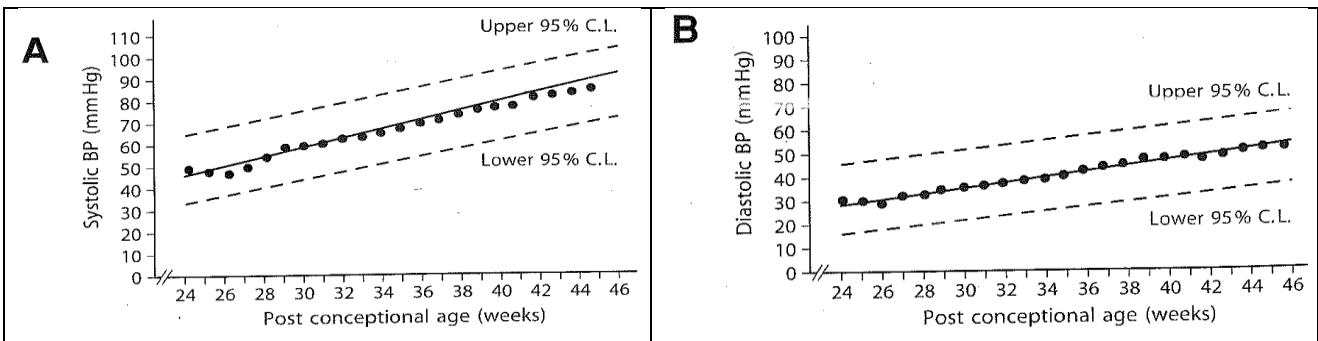 A
Systolic BP (mmHg)
110
100
90
80
70
60
50
40
30
20
10
0
Upper 95% C.L.
Lower 95% C.L.
24 26 28 30 32 34 36 38 40 42 44 46
Post conceptional age (weeks)
B
Diastolic BP (mmHg)
100
90
80
70
60
50
40
30
20
10
0
Upper 95% C.L.
Lower 95% C.L.
24 26 28 30 32 34 36 38 40 42 44 46
Post conceptional age (weeks)